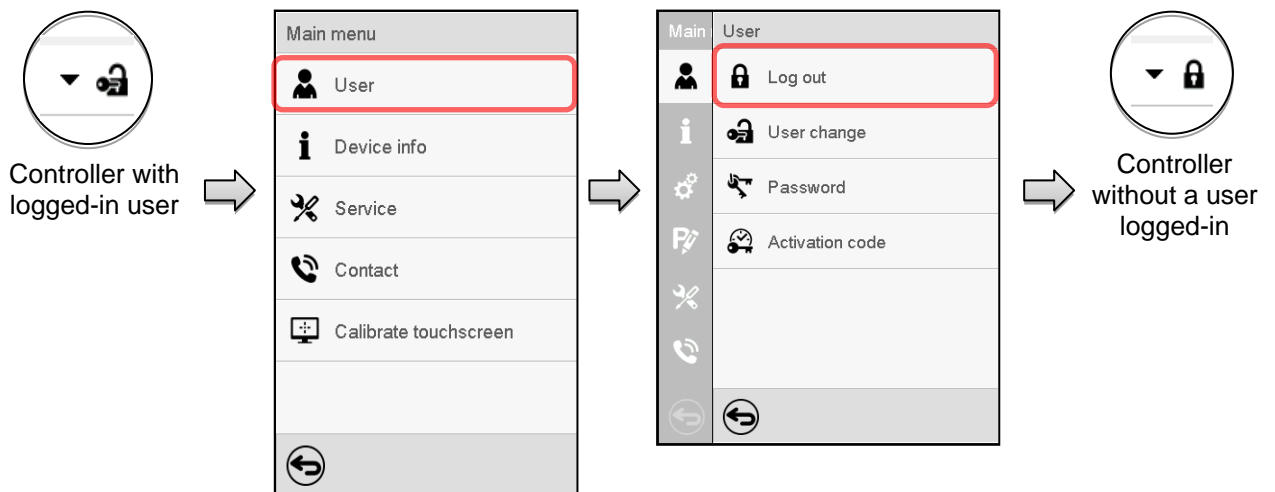 Controller with
logged-in user
Main menu
User
Device info
Service
Contact
Calibrate touchscreen
Main
User
Log out
User change
Password
Activation code
Controller
without a user
logged-in